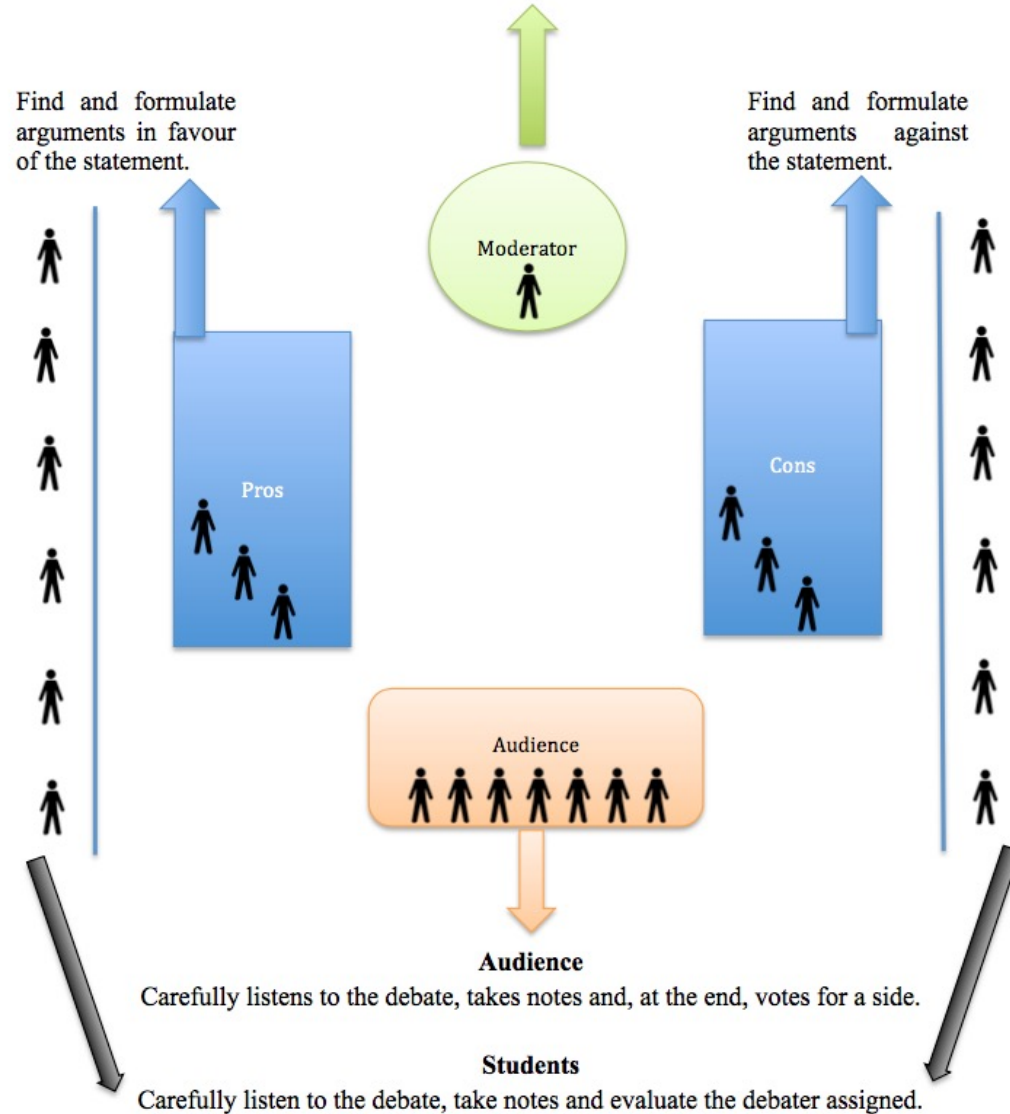 Find and formulate
arguments in favour
of the statement.
Find and formulate
arguments against
the statement.
Moderator
Pros
Cons
Audience
Audience
Carefully listens to the debate, takes notes and, at the end, votes for a side.
Students
Carefully listen to the debate, take notes and evaluate the debater assigned.